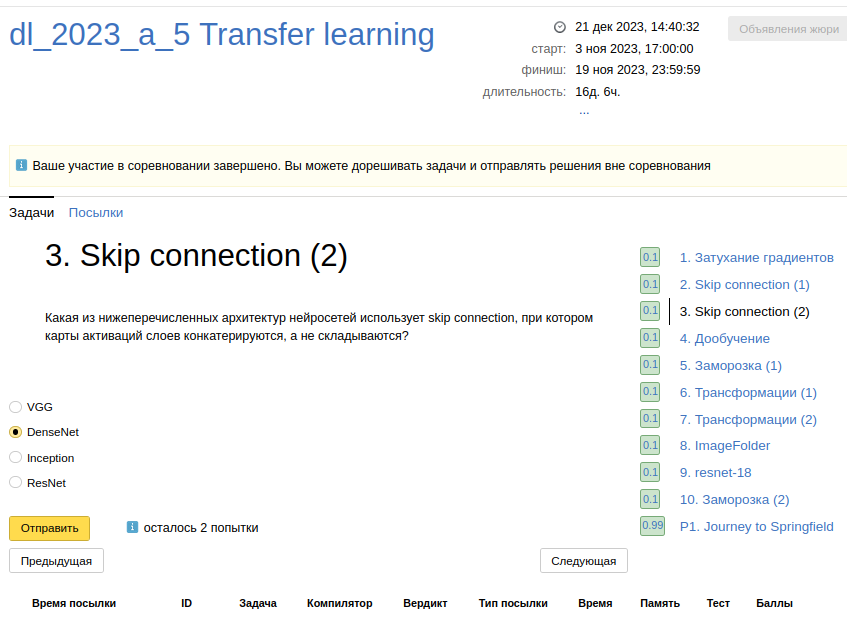 dl_2023_a_5 Transfer learning
21 дек 2023, 14:40:32
старт: 3 ноя 2023, 17:00:00
финиш: 19 ноя 2023, 23:59:59
длительность: 16д. 6ч.
...
Объявления жюри
Ваше участие в соревновании завершено. Вы можете дорешивать задачи и отправлять решения вне соревнования
Задачи Посылки
3. Skip connection (2)
Какая из нижеперечисленных архитектур нейросетей использует skip connection, при котором
карты активаций слоев конкатерируются, а не складываются?
VGG
DenseNet
Inception
ResNet
Отправить
осталось 2 попытки
Предыдущая
Следующая
0.1 1. Затухание градиентов
0.1 2. Skip connection (1)
0.1 3. Skip connection (2)
0.1 4. Дообучение
0.1 5. Заморозка (1)
0.1 6. Трансформации (1)
0.1 7. Трансформации (2)
0.1 8. ImageFolder
0.1 9. resnet-18
0.1 10. Заморозка (2)
0.99 P1. Journey to Springfield
Время посылки ID Задача Компилятор Вердикт Тип посылки Время Память Тест Баллы